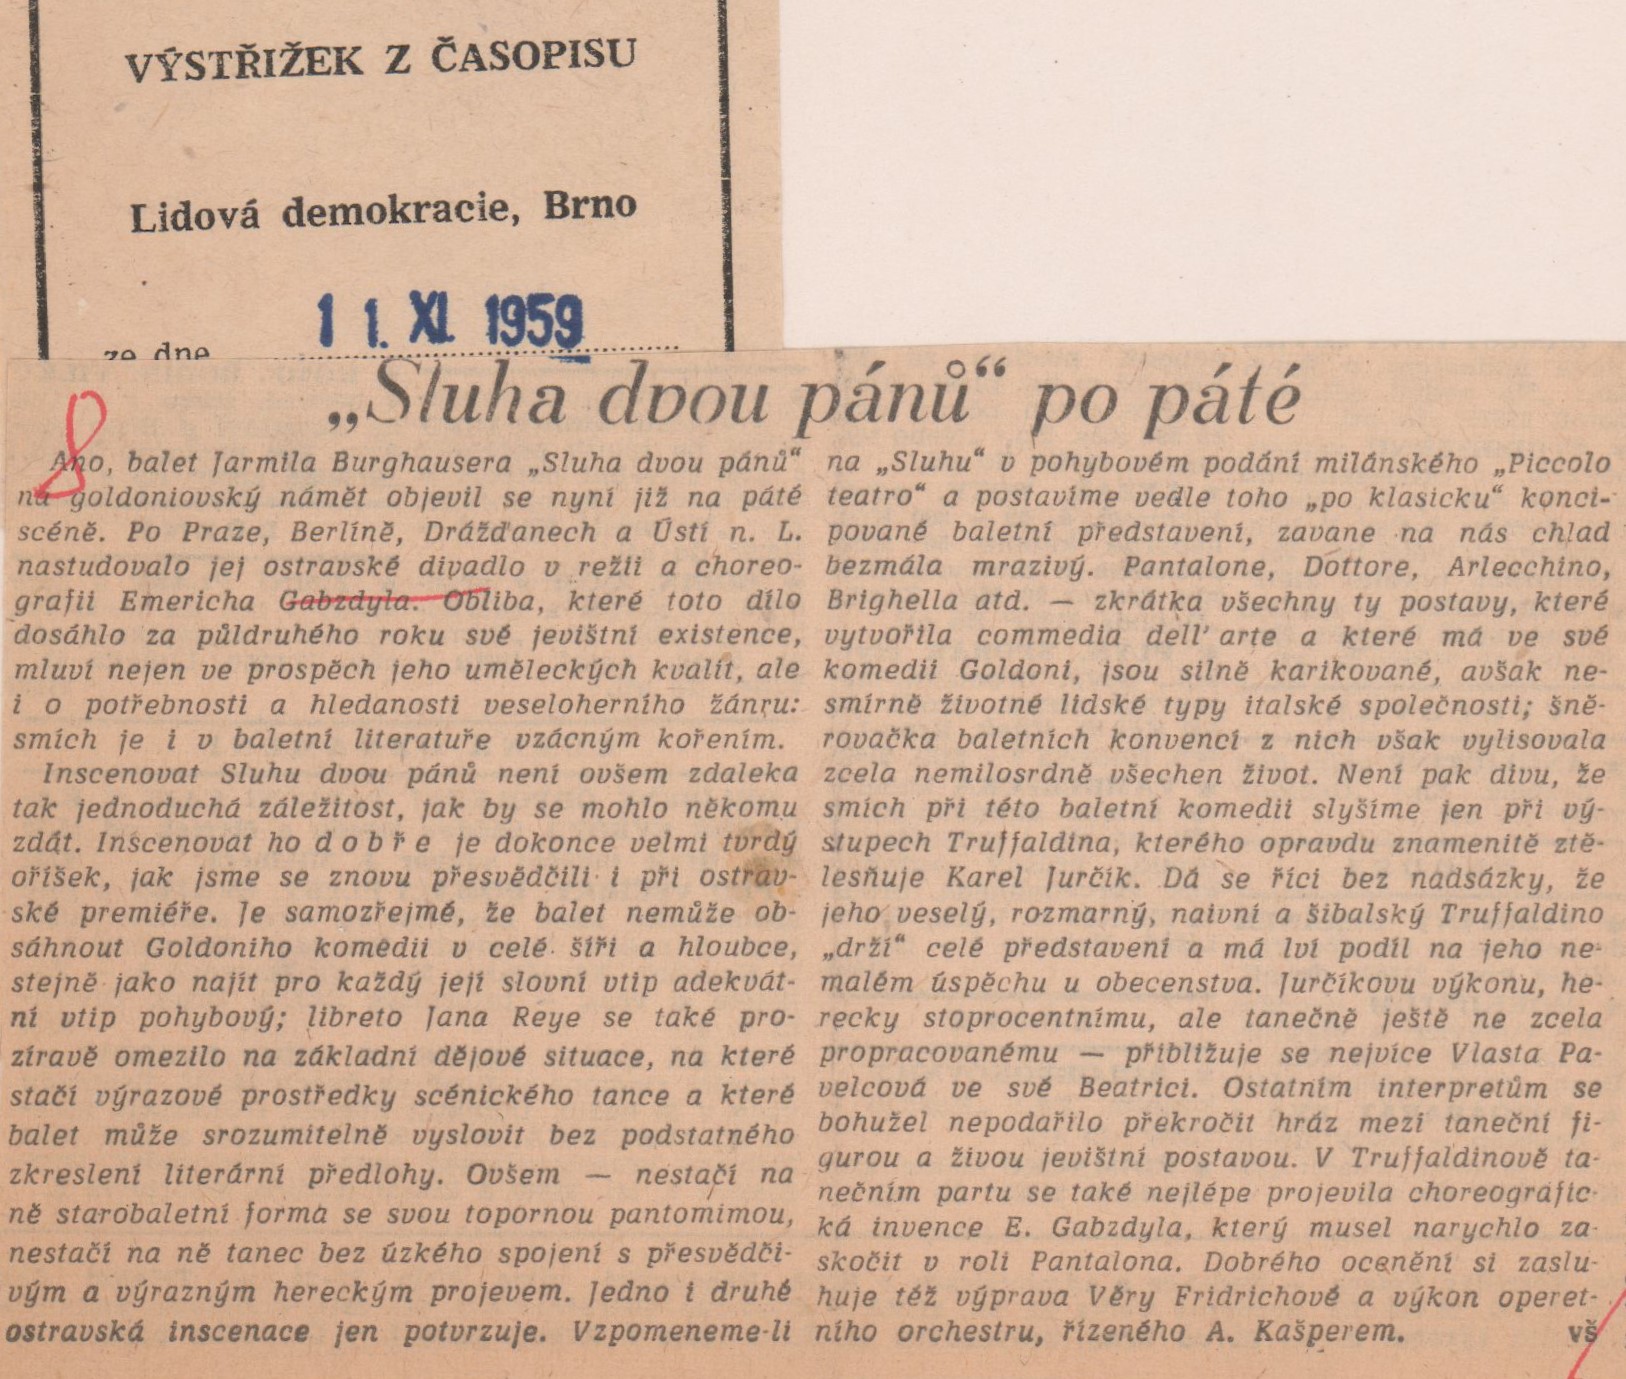 VÝSTŘIŽEK Z ČASOPISU
Lidová demokracie, Brno
ze dne 11. XI. 1959
„Sluha dvou pánů“ po páté
8
Ano, balet Jarmila Burghausera „Sluha dvou pánů“
na goldoniovský námět objevil se nyní již na páté
scéně. Po Praze, Berlíně, Drážďanech a Ústí n. L.
nastudovalo jej ostravské divadlo v režii a choreo-
grafii Emericha Gabzdyla. Obliba, které toto dílo
dosáhlo za půldruhého roku své jevištní existence,
mluví nejen ve prospěch jeho uměleckých kvalit, ale
i o potřebnosti a hledanosti veseloherního žánru:
smích je i v baletní literatuře vzácným kořením.
Inscenovat Sluhu dvou pánů není ovšem zdaleka
tak jednoduchá záležitost, jak by se mohlo někomu
zdát. Inscenovat ho dobře je dokonce velmi tvrdý
oříšek, jak jsme se znovu přesvědčili i při ostrav-
ské premiéře. Je samozřejmé, že balet nemůže ob-
sáhnout Goldoniho komedii v celé šíři a hloubce,
stejně jako najít pro každý její slovní vtip adekvát-
ní vtip pohybový; libreto Jana Reye se také pro-
zíravě omezilo na základní dějové situace, na které
stačí výrazové prostředky scénického tance a které
balet může srozumitelně vyslovit bez podstatného
zkreslení literární předlohy. Ovšem — nestačí na
ně starobaletní forma se svou topornou pantomimou,
nestačí na ně tanec bez úzkého spojení s přesvědči-
vým a výrazným hereckým projevem. Jedno i druhé
ostravská inscenace jen potvrzuje. Vzpomeneme-li
na „Sluhu“ v pohybovém podání milánského „Piccolo
teatro“ a postavíme vedle toho „po klasicku“ konci-
pované baletní představení, zavane na nás chlad
bezmála mrazivý. Pantalone, Dottore, Arlecchino,
Brighella atd. — zkrátka všechny ty postavy, které
vytvořila commedia dell' arte a které má ve své
komedii Goldoni, jsou silně karikované, avšak ne-
smírně životné lidské typy italské společnosti; šně-
rovačka baletních konvencí z nich však vylisovala
zcela nemilosrdně všechen život. Není pak divu, že
smích při této baletní komedii slyšíme jen při vý-
stupech Truffaldina, kterého opravdu znamenitě ztě-
lesňuje Karel Jurčík. Dá se říci bez nadsázky, že
jeho veselý, rozmarný, naivní a šibalský Truffaldino
„drží“ celé představení a má lví podíl na jeho ne-
malém úspěchu u obecenstva. Jurčíkovu výkonu, he-
recky stoprocentnímu, ale tanečně ještě ne zcela
propracovanému — přibližuje se nejvíce Vlasta Pa-
velcová ve své Beatrici. Ostatním interpretům se
bohužel nepodařilo překročit hráz mezi taneční fi-
gurou a živou jevištní postavou. V Truffaldinově ta-
nečním partu se také nejlépe projevila choreografic-
ká invence E. Gabzdyla, který musel narychlo za-
skočit v roli Pantalona. Dobrého ocenění si zaslu-
huje též výprava Věry Fridrichové a výkon operet-
ního orchestru, řízeného A. Kašperem. vš